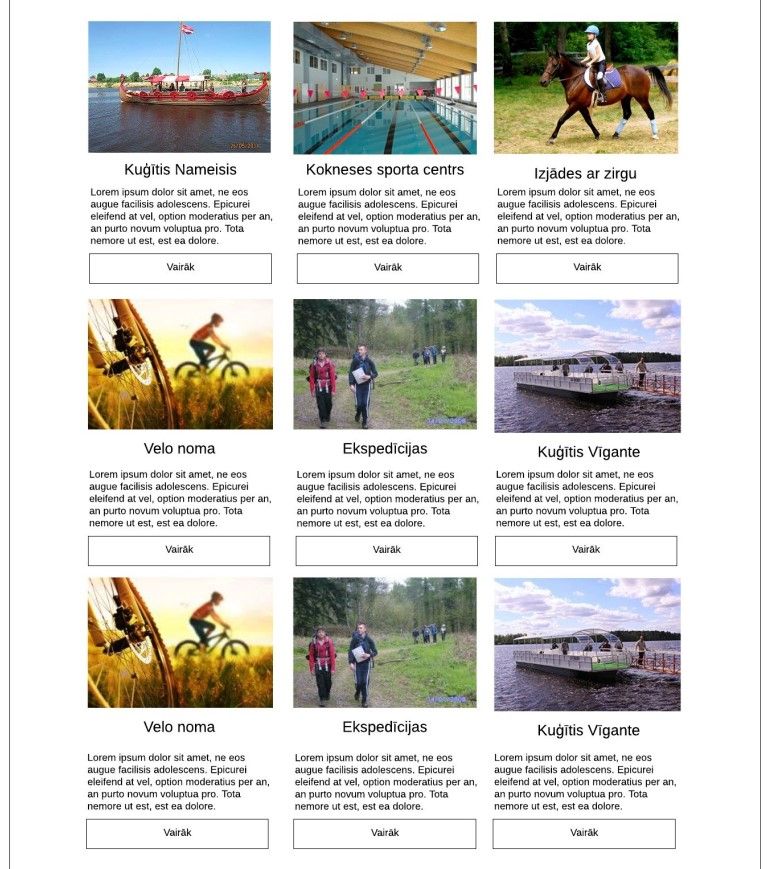 Kuģītis Nameisis
Kokneses sporta centrs
Izjādes ar zirgu
Lorem ipsum dolor sit amet, ne eos
augue facilisis adolescens. Epicurei
eleifend at vel, option moderatius per an,
an purto novum voluptua pro. Tota
nemore ut est, est ea dolore.
Lorem ipsum dolor sit amet, ne eos
augue facilisis adolescens. Epicurei
eleifend at vel, option moderatius per an,
an purto novum voluptua pro. Tota
nemore ut est, est ea dolore.
Lorem ipsum dolor sit amet, ne eos
augue facilisis adolescens. Epicurei
eleifend at vel, option moderatius per an,
an purto novum voluptua pro. Tota
nemore ut est, est ea dolore.
Vairāk
Vairāk
Vairāk
Velo noma
Ekspedīcijas
Kuģītis Vīgante
Lorem ipsum dolor sit amet, ne eos
augue facilisis adolescens. Epicurei
eleifend at vel, option moderatius per an,
an purto novum voluptua pro. Tota
nemore ut est, est ea dolore.
Lorem ipsum dolor sit amet, ne eos
augue facilisis adolescens. Epicurei
eleifend at vel, option moderatius per an,
an purto novum voluptua pro. Tota
nemore ut est, est ea dolore.
Lorem ipsum dolor sit amet, ne eos
augue facilisis adolescens. Epicurei
eleifend at vel, option moderatius per an,
an purto novum voluptua pro. Tota
nemore ut est, est ea dolore.
Vairāk
Vairāk
Vairāk
Velo noma
Ekspedīcijas
Kuģītis Vīgante
Lorem ipsum dolor sit amet, ne eos
augue facilisis adolescens. Epicurei
eleifend at vel, option moderatius per an,
an purto novum voluptua pro. Tota
nemore ut est, est ea dolore.
Lorem ipsum dolor sit amet, ne eos
augue facilisis adolescens. Epicurei
eleifend at vel, option moderatius per an,
an purto novum voluptua pro. Tota
nemore ut est, est ea dolore.
Lorem ipsum dolor sit amet, ne eos
augue facilisis adolescens. Epicurei
eleifend at vel, option moderatius per an,
an purto novum voluptua pro. Tota
nemore ut est, est ea dolore.
Vairāk
Vairāk
Vairāk